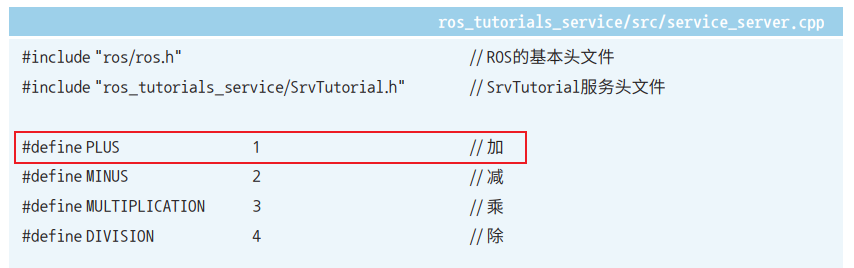 ros_tutorials_service/src/service_server.cpp
#include "ros/ros.h" // ROS的基本头文件
#include "ros_tutorials_service/SrvTutorial.h" // SrvTutorial服务头文件
#define PLUS 1 // 加
#define MINUS 2 // 减
#define MULTIPLICATION 3 // 乘
#define DIVISION 4 // 除